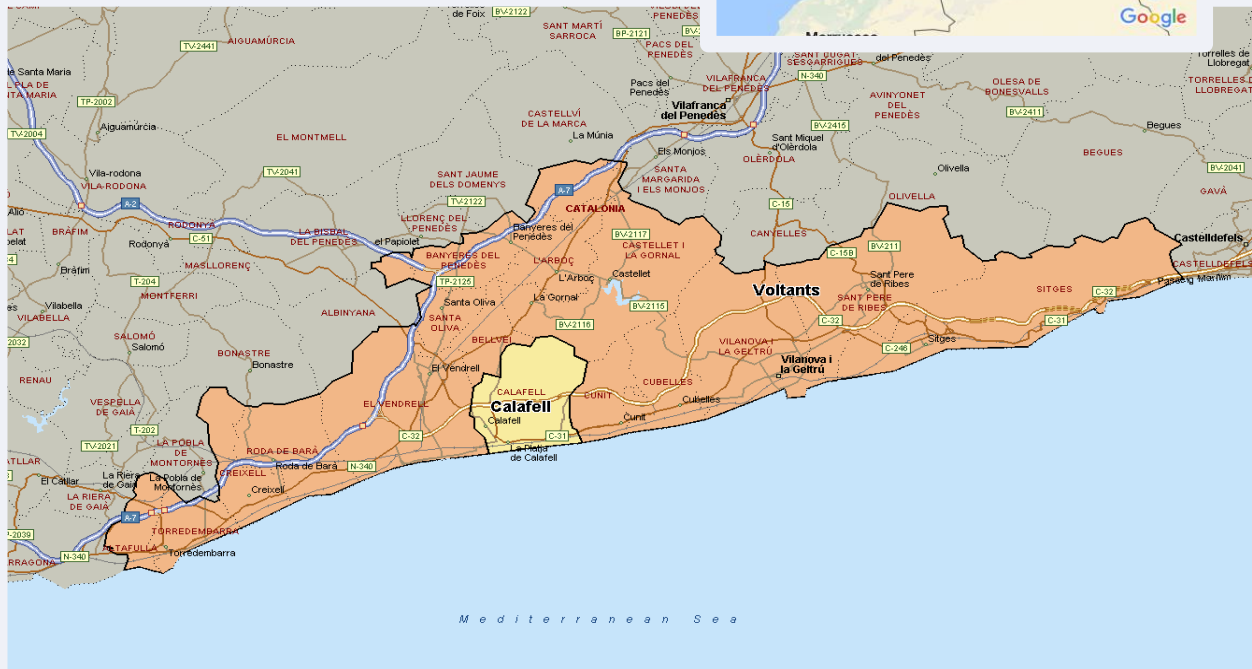 de Foix
BV-2122
SANT MARTÍ
SARROCA
BP-2121
PENEDÈS
PACS DEL
PENEDÈS
Google
TV-2441
AIGUAMÚRCIA
SESGARRIGUES
del Penedès
Torrelles de
Llobregat
Santa Maria
TP-2002
Aiguamúrcia
TV-2004
EL MONTMELL
CASTELLVÍ
DE LA MARCA
Pacs del
Penedès
VILAFRANCA
DEL PENEDÈS
Vilafranca
del Penedès
N-340
AVINYONET
DEL
PENEDÈS
OLESA DE
BONESVALLS
BV-2411
TORRELLES D
LLOBREGAT
La Múnia
Els Monjos
BV-2415
Sant Miquel
d'Olèrdola
OLÈRDOLA
Begues
BEGUES
BV-2041
GAVÀ
Vila-rodona
VILA-RODONA
TV-2041
SANT JAUME
DELS DOMENYS
TV-2122
A-7
SANTA
MARGARIDA
I ELS MONJOS
Olivella
OLIVELLA
A-2
RODONYÀ
Rodonyà
C-51
BRÀFIM
Bràfim
LA BISBAL
DEL PENEDÈS
LLORENÇ DEL
PENEDÈS
el Papiolet
CATALONIA
Banyeres del
Penedès
BV-2117
CASTELLET I
LA GORNAL
C-15
CANYELLES
C-15B
BV-211
Castelldefels
CASTELLDEFELS
MASLLORENÇ
T-204
MONTFERRI
BANYERES DEL
PENEDÈS
TP-2125
L'ARBOÇ
L'Arboç
Castellet
Voltants
Sant Pere
de Ribes
SANT PERE
DE RIBES
SITGES
C-32
Vilabella
VILABELLA
ALBINYANA
Santa Oliva
SANTA
OLIVA
La Gornal
BV-2115
BV-2116
C-32
C-31
SALOMÓ
Salomó
BONASTRE
Bonastre
BELLVEI
VILANOVA I
LA GELTRÚ
C-246
Sitges
RENAU
El Vendrell
Vilanova i
la Geltrú
VESPELLA
DE GAIÀ
EL VENDRELL
CALAFELL
Calafell
Calafell
CUNIT
CUBELLES
Cubelles
Cunit
T-202
TV-2021
LA POBLA
DE
MONTORNÈS
C-32
C-31
La Platja
de Calafell
RODA DE BARÀ
Roda de Barà
N-340
El Catllar
La Riera
de Gaià
La Pobla de
Montornès
CREIXELL
Creixell
LA RIERA
DE GAIÀ
A-7
TORREDEMBARRA
Torredembarra
ALTAFULLA
N-340
Mediterranean Sea